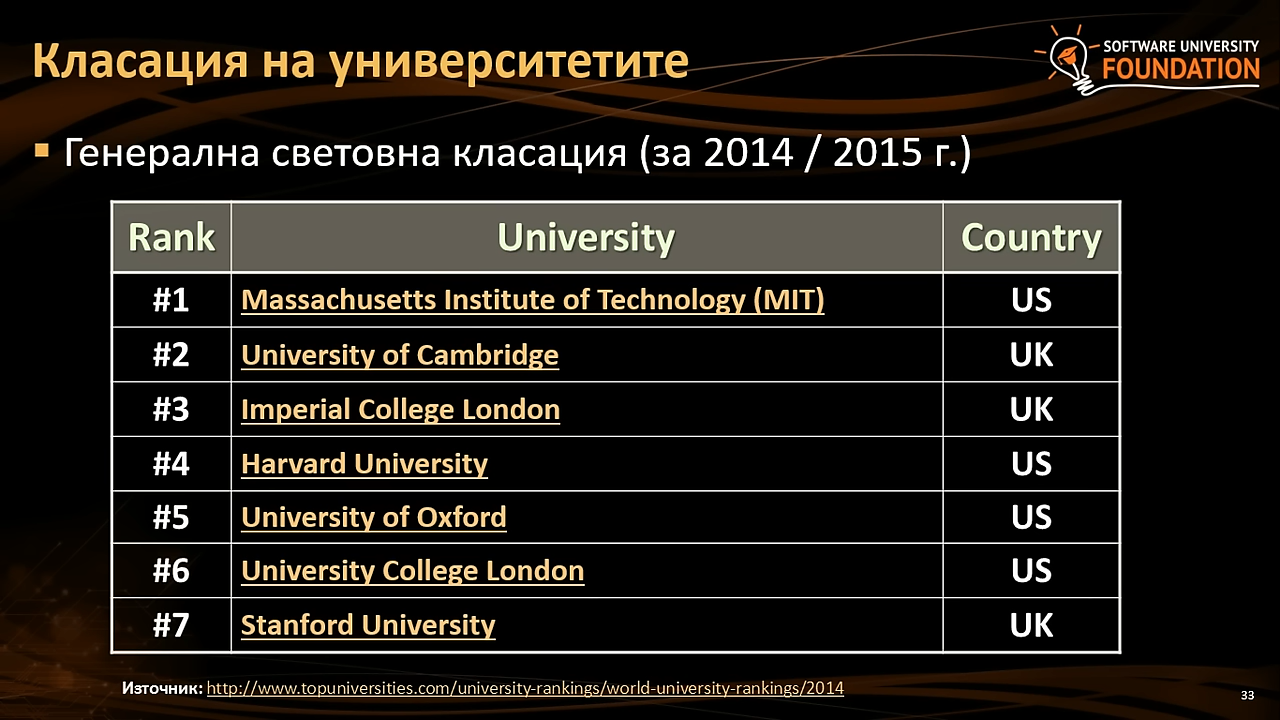 Класация на университетите
SOFTWARE UNIVERSITY
FOUNDATION
▪ Генерална световна класация (за 2014 / 2015 г.)
Rank University Country
#1 Massachusetts Institute of Technology (MIT) US
#2 University of Cambridge UK
#3 Imperial College London UK
#4 Harvard University US
#5 University of Oxford US
#6 University College London US
#7 Stanford University UK
Източник: http://www.topuniversities.com/university-rankings/world-university-rankings/2014
33